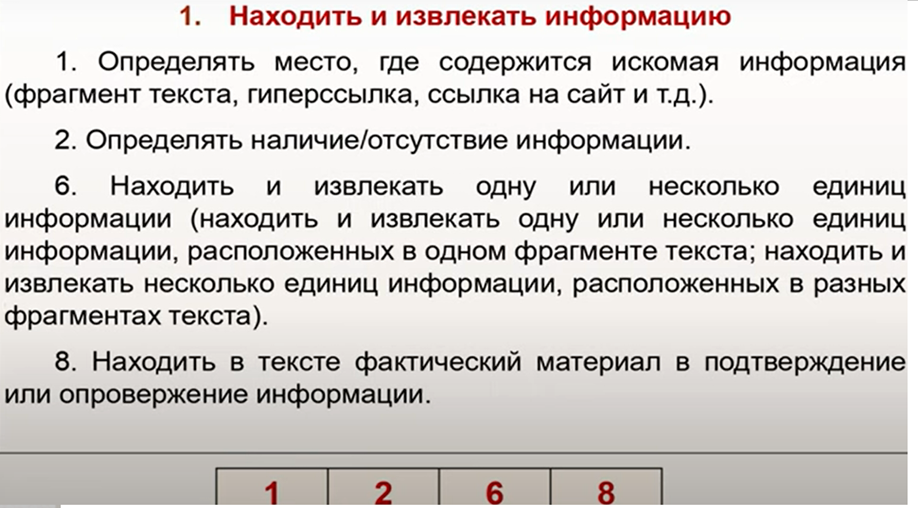 1. Находить и извлекать информацию
1. Определять место, где содержится искомая информация
(фрагмент текста, гиперссылка, ссылка на сайт и т.д.).
2. Определять наличие/отсутствие информации.
6. Находить и извлекать одну или несколько единиц
информации (находить и извлекать одну или несколько единиц
информации, расположенных в одном фрагменте текста; находить и
извлекать несколько единиц информации, расположенных в разных
фрагментах текста).
8. Находить в тексте фактический материал в подтверждение
или опровержение информации.
1 2 6 8